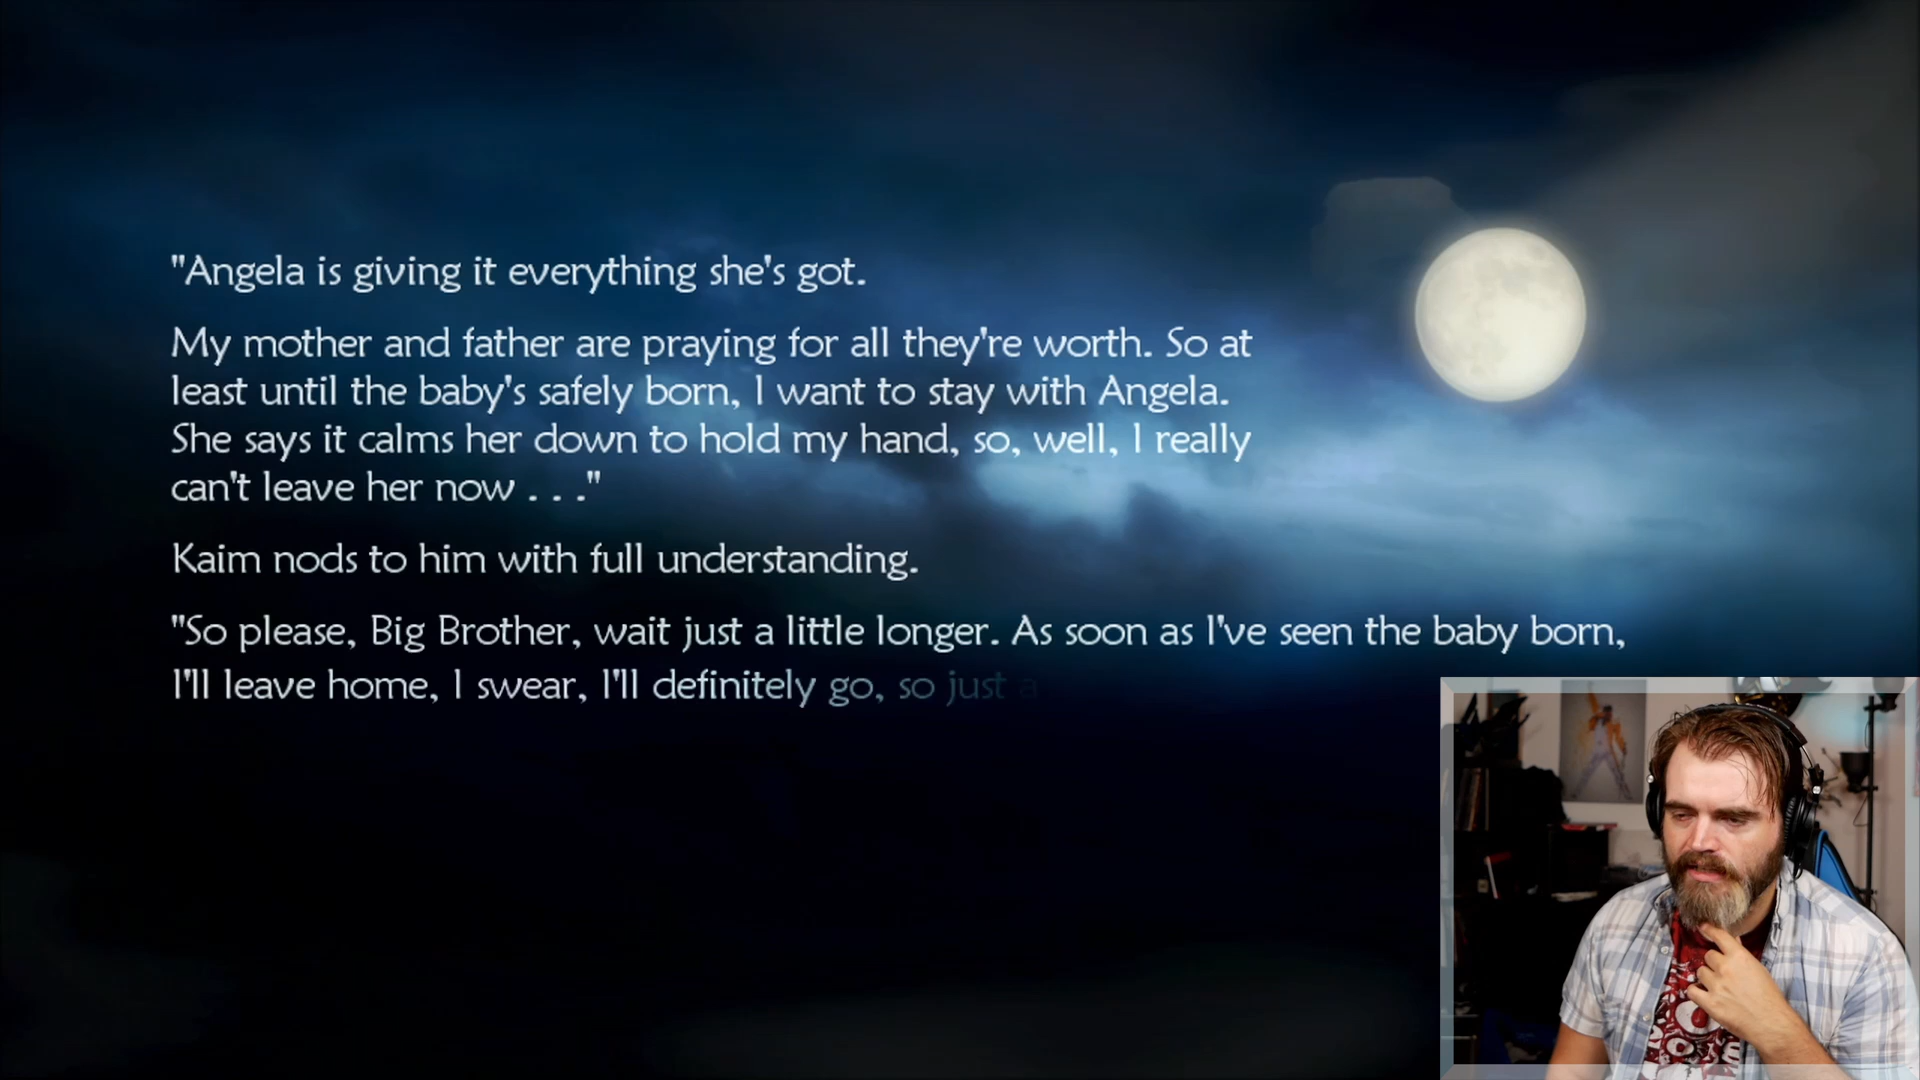 "Angela is giving it everything she's got.
My mother and father are praying for all they're worth. So at
least until the baby's safely born, I want to stay with Angela.
She says it calms her down to hold my hand, so, well, I really
can't leave her now . . ."
Kaim nods to him with full understanding.
"So please, Big Brother, wait just a little longer. As soon as I've seen the baby born,
I'll leave home, I swear, I'll definitely go, so just a